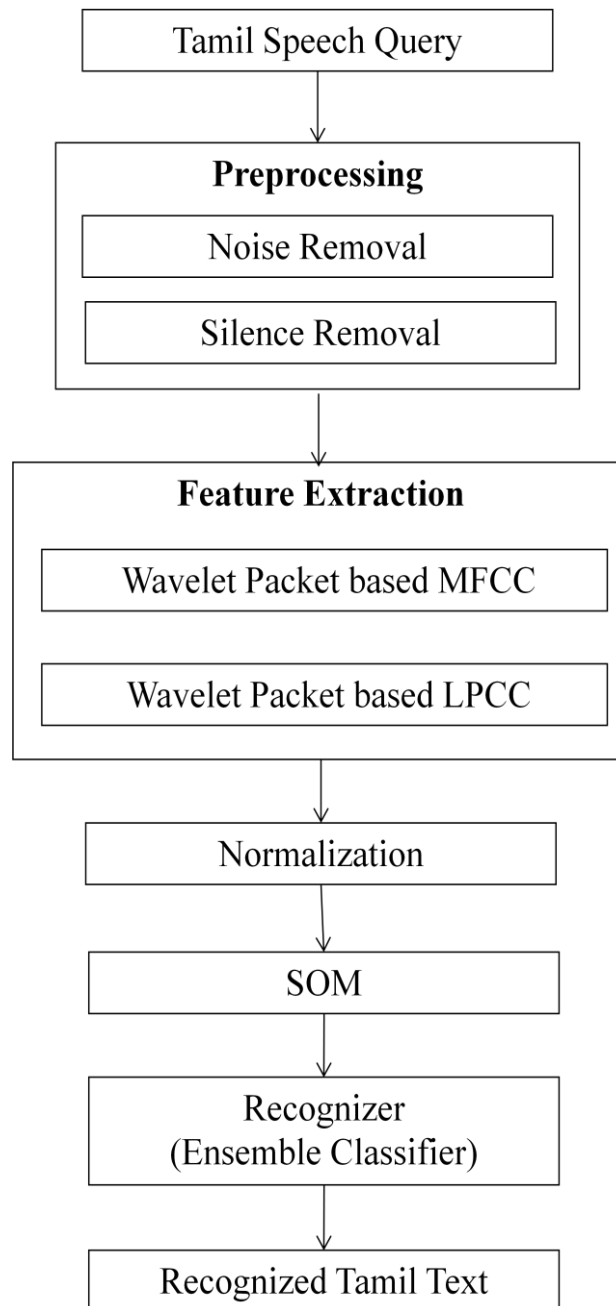 Tamil Speech Query
Preprocessing
Noise Removal
Silence Removal
Feature Extraction
Wavelet Packet based MFCC
Wavelet Packet based LPCC
Normalization
SOM
Recognizer
(Ensemble Classifier)
Recognized Tamil Text